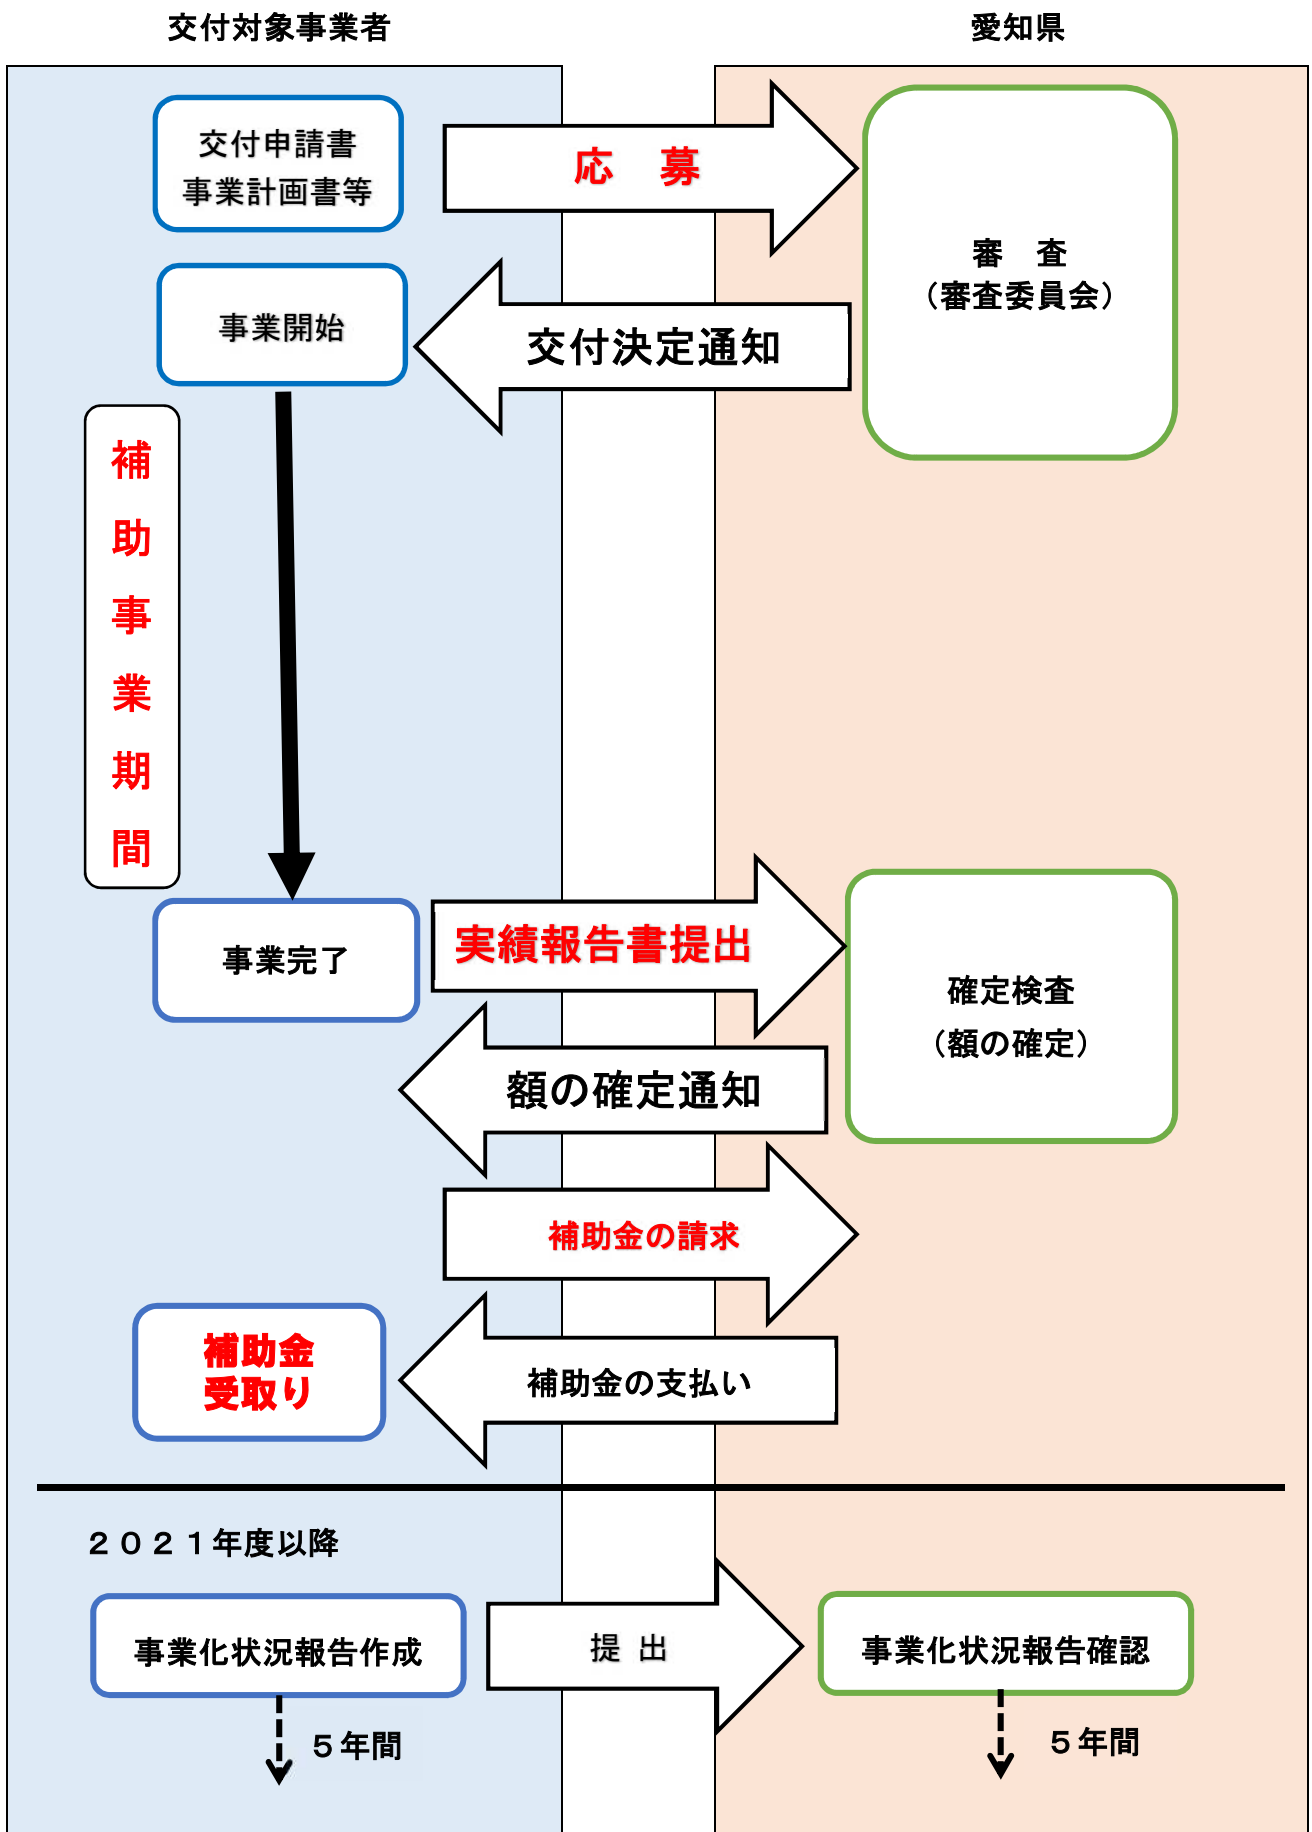 交付対象事業者
愛知県
交付申請書
事業計画書等
応　募
審　査
（審査委員会）
事業開始
交付決定通知
補助事業期間
事業完了
実績報告書提出
確定検査
（額の確定）
額の確定通知
補助金の請求
補助金
受取り
補助金の支払い
２０２１年度以降
事業化状況報告作成
提 出
事業化状況報告確認
５年間
５年間